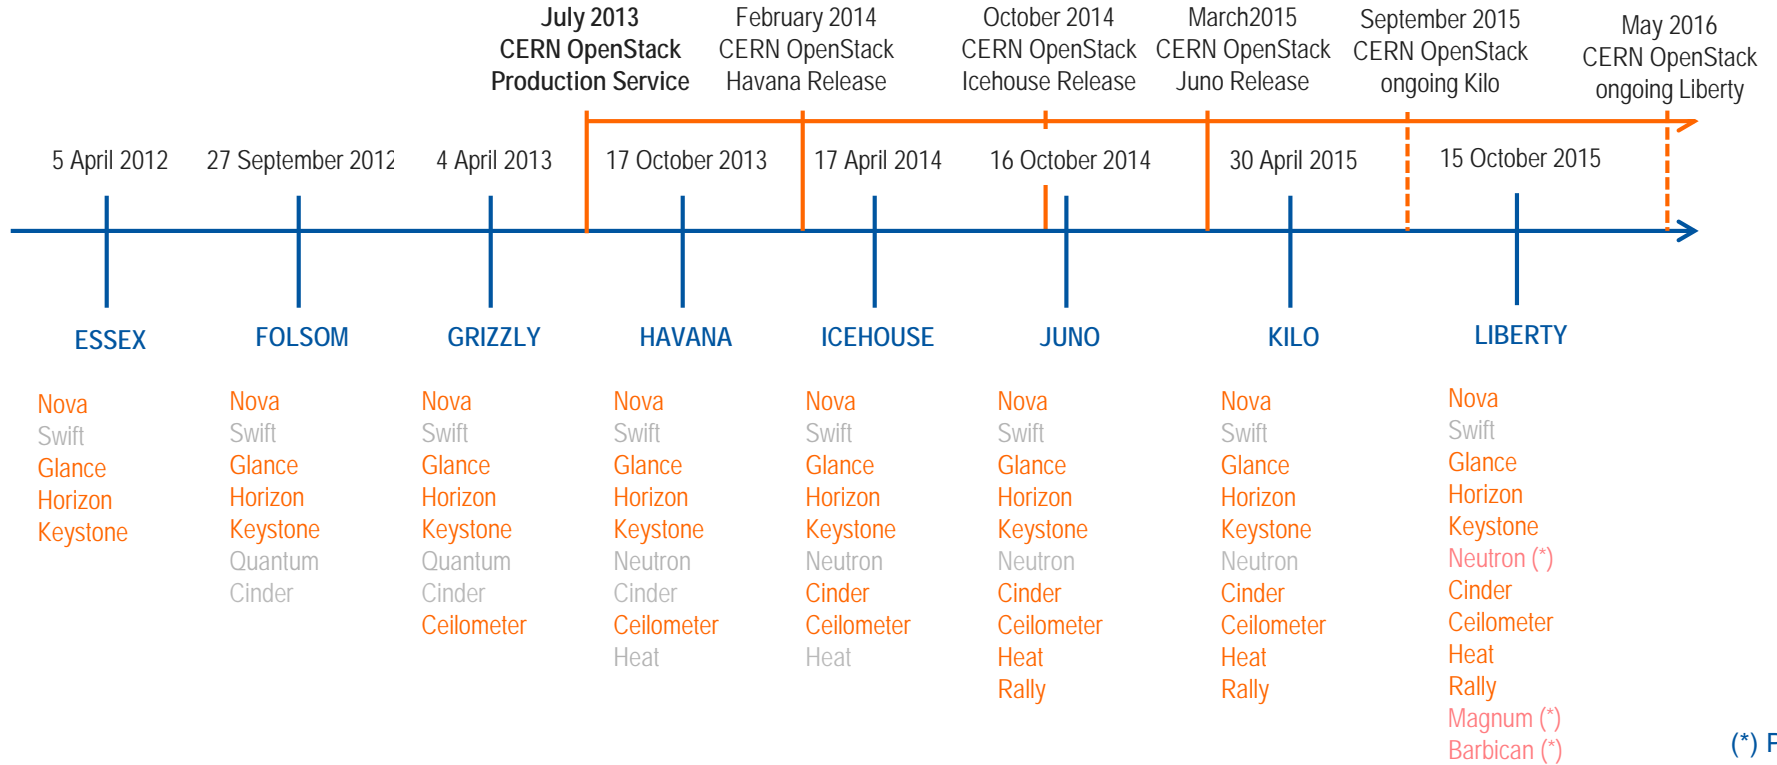 July 2013
CERN OpenStack
Production Service
February 2014
CERN OpenStack
Havana Release
October 2014
CERN OpenStack
Icehouse Release
March2015
CERN OpenStack
Juno Release
September 2015
CERN OpenStack
ongoing Kilo
May 2016
CERN OpenStack
ongoing Liberty
5 April 2012
27 September 2012
4 April 2013
17 October 2013
17 April 2014
16 October 2014
30 April 2015
15 October 2015
ESSEX
FOLSOM
GRIZZLY
HAVANA
ICEHOUSE
JUNO
KILO
LIBERTY
Nova
Swift
Glance
Horizon
Keystone
Nova
Swift
Glance
Horizon
Keystone
Quantum
Cinder
Nova
Swift
Glance
Horizon
Keystone
Quantum
Cinder
Ceilometer
Nova
Swift
Glance
Horizon
Keystone
Neutron
Cinder
Ceilometer
Heat
Nova
Swift
Glance
Horizon
Keystone
Neutron
Cinder
Ceilometer
Heat
Nova
Swift
Glance
Horizon
Keystone
Neutron
Cinder
Ceilometer
Heat
Rally
Nova
Swift
Glance
Horizon
Keystone
Neutron
Cinder
Ceilometer
Heat
Rally
Nova
Swift
Glance
Horizon
Keystone
Neutron (*)
Cinder
Ceilometer
Heat
Rally
Magnum (*)
Barbican (*)
(*)